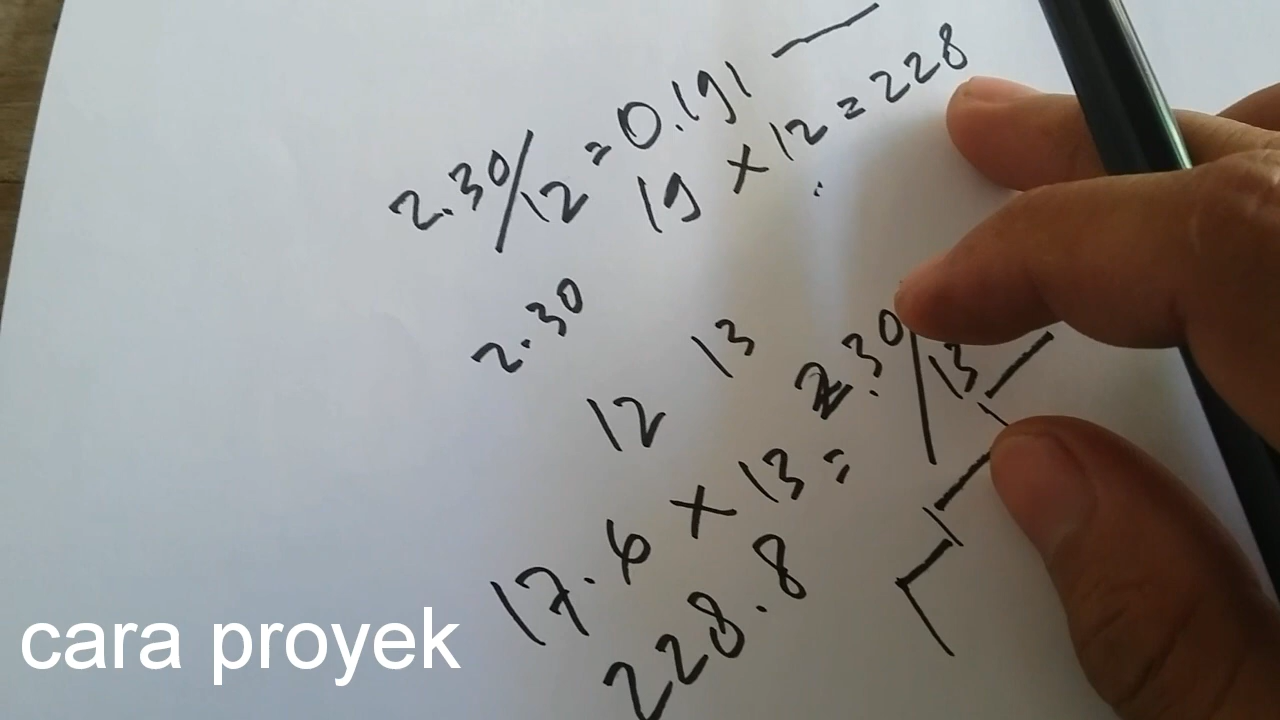 2.30/12 = 0.191
19 x 12 = 228
2.30
12 13
2.30/13
17.6 x 13 =
228.8
cara proyek